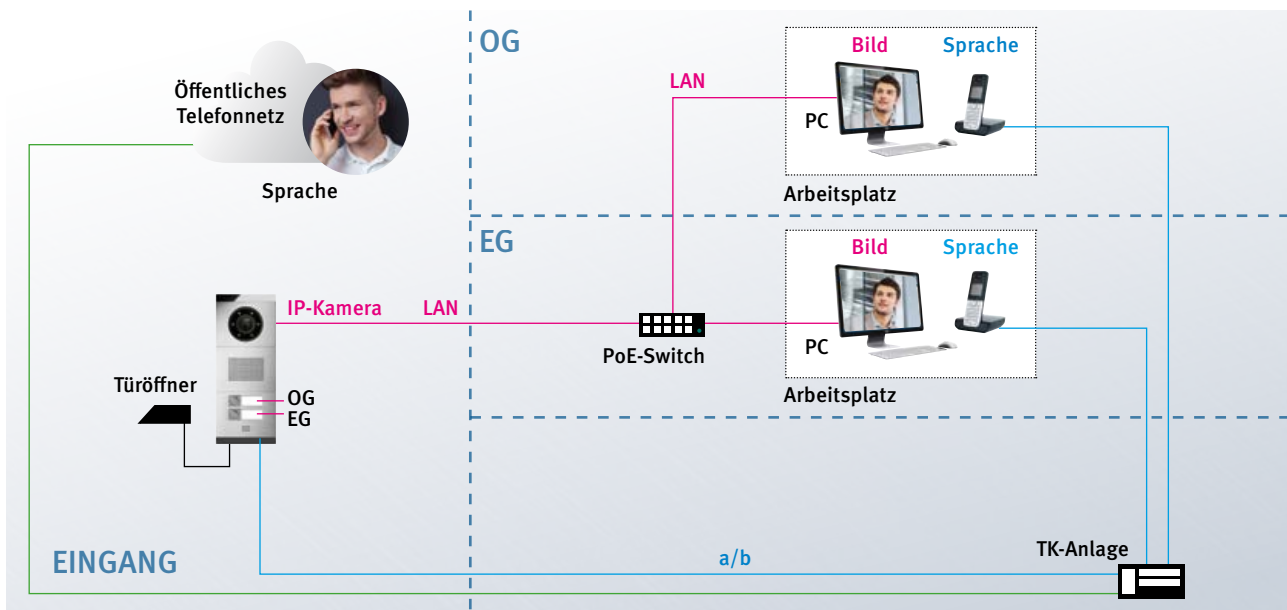 Öffentliches
Telefonnetz
Sprache
OG
Bild
Sprache
LAN
PC
Arbeitsplatz
EG
Bild
Sprache
IP-Kamera
LAN
PoE-Switch
PC
Arbeitsplatz
Türöffner
OG
EG
EINGANG
a/b
TK-Anlage